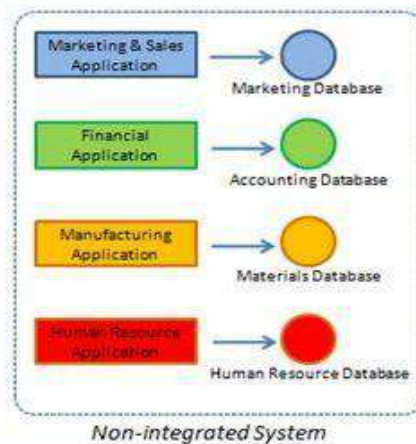 Marketing & Sales
Application
Marketing Database
Financial
Application
Accounting Database
Manufacturing
Application
Materials Database
Human Resource
Application
Human Resource Database
Non-integrated System